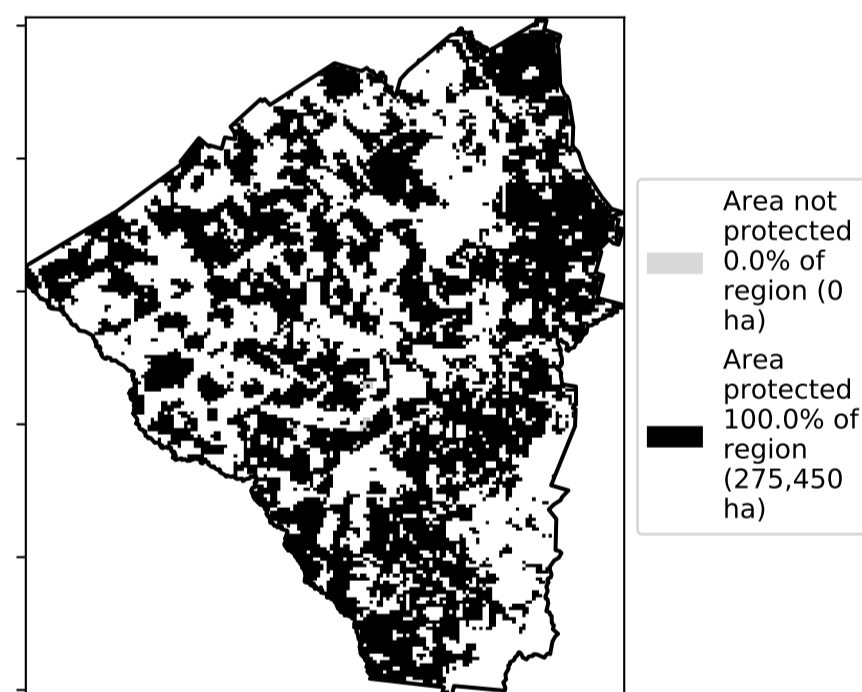 Area not
protected
0.0% of
region (0
ha)
Area
protected
100.0% of
region
(275,450
ha)